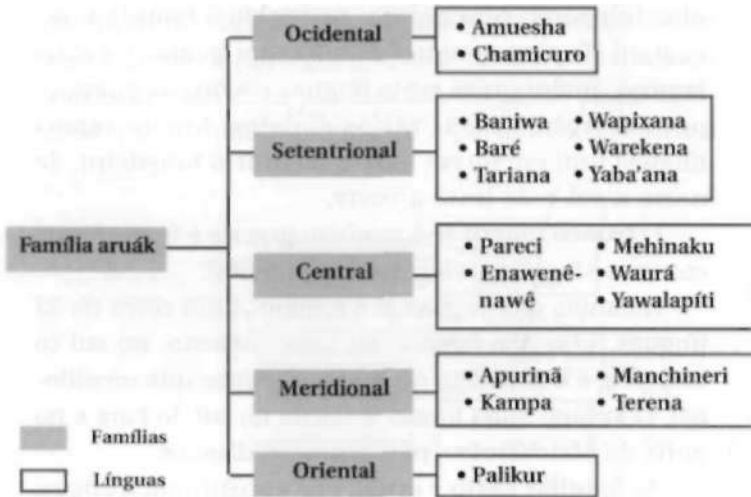 Ocidental
• Amuesha
• Chamicuro
Setentrional
• Baniwa • Wapixana
• Baré • Warekena
• Tariana • Yaba'ana
Família aruák
Central
• Pareci • Mehinaku
• Enawenê- • Waurá
nawê • Yawalapíti
Meridional
• Apurinã • Manchineri
• Kampa • Terena
Oriental
• Palikur
Famílias
Línguas